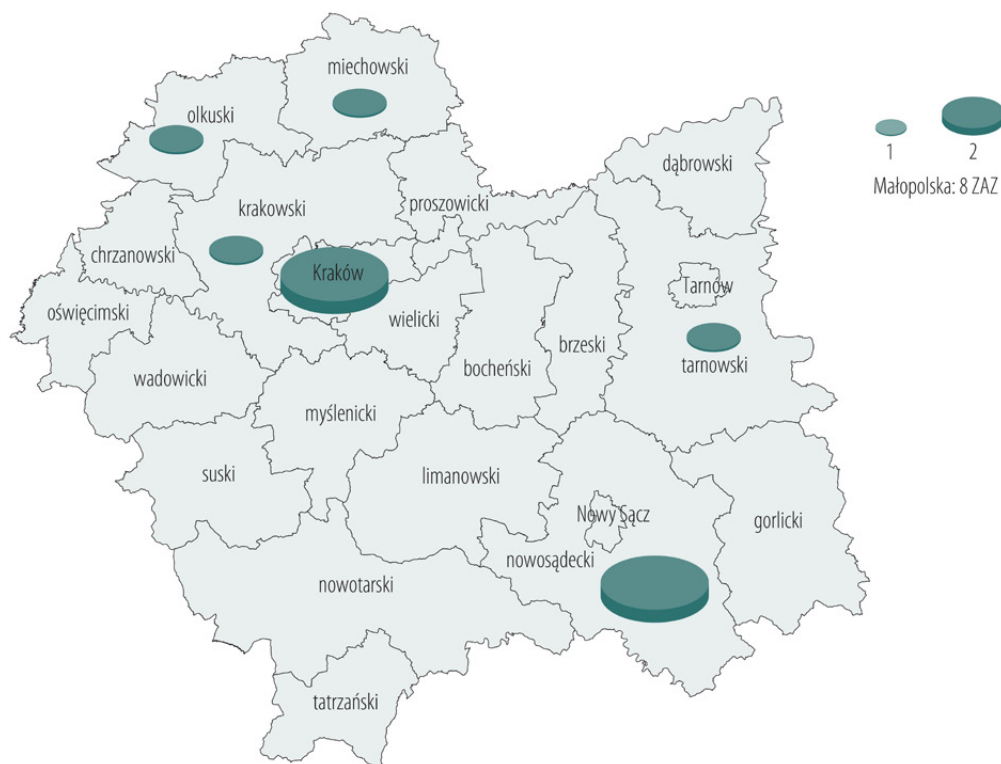 miechowski
olkuski
dąbrowski
1
2
Małopolska: 8 ZAZ
krakowski
proszowicki
chrzanowski
Kraków
Tarnów
oświęcimski
wielicki
brzeski
bocheński
tarnowski
wadowicki
myślenicki
suski
limanowski
Nowy Sącz
gorlicki
nowosądecki
nowotarski
tatrzański